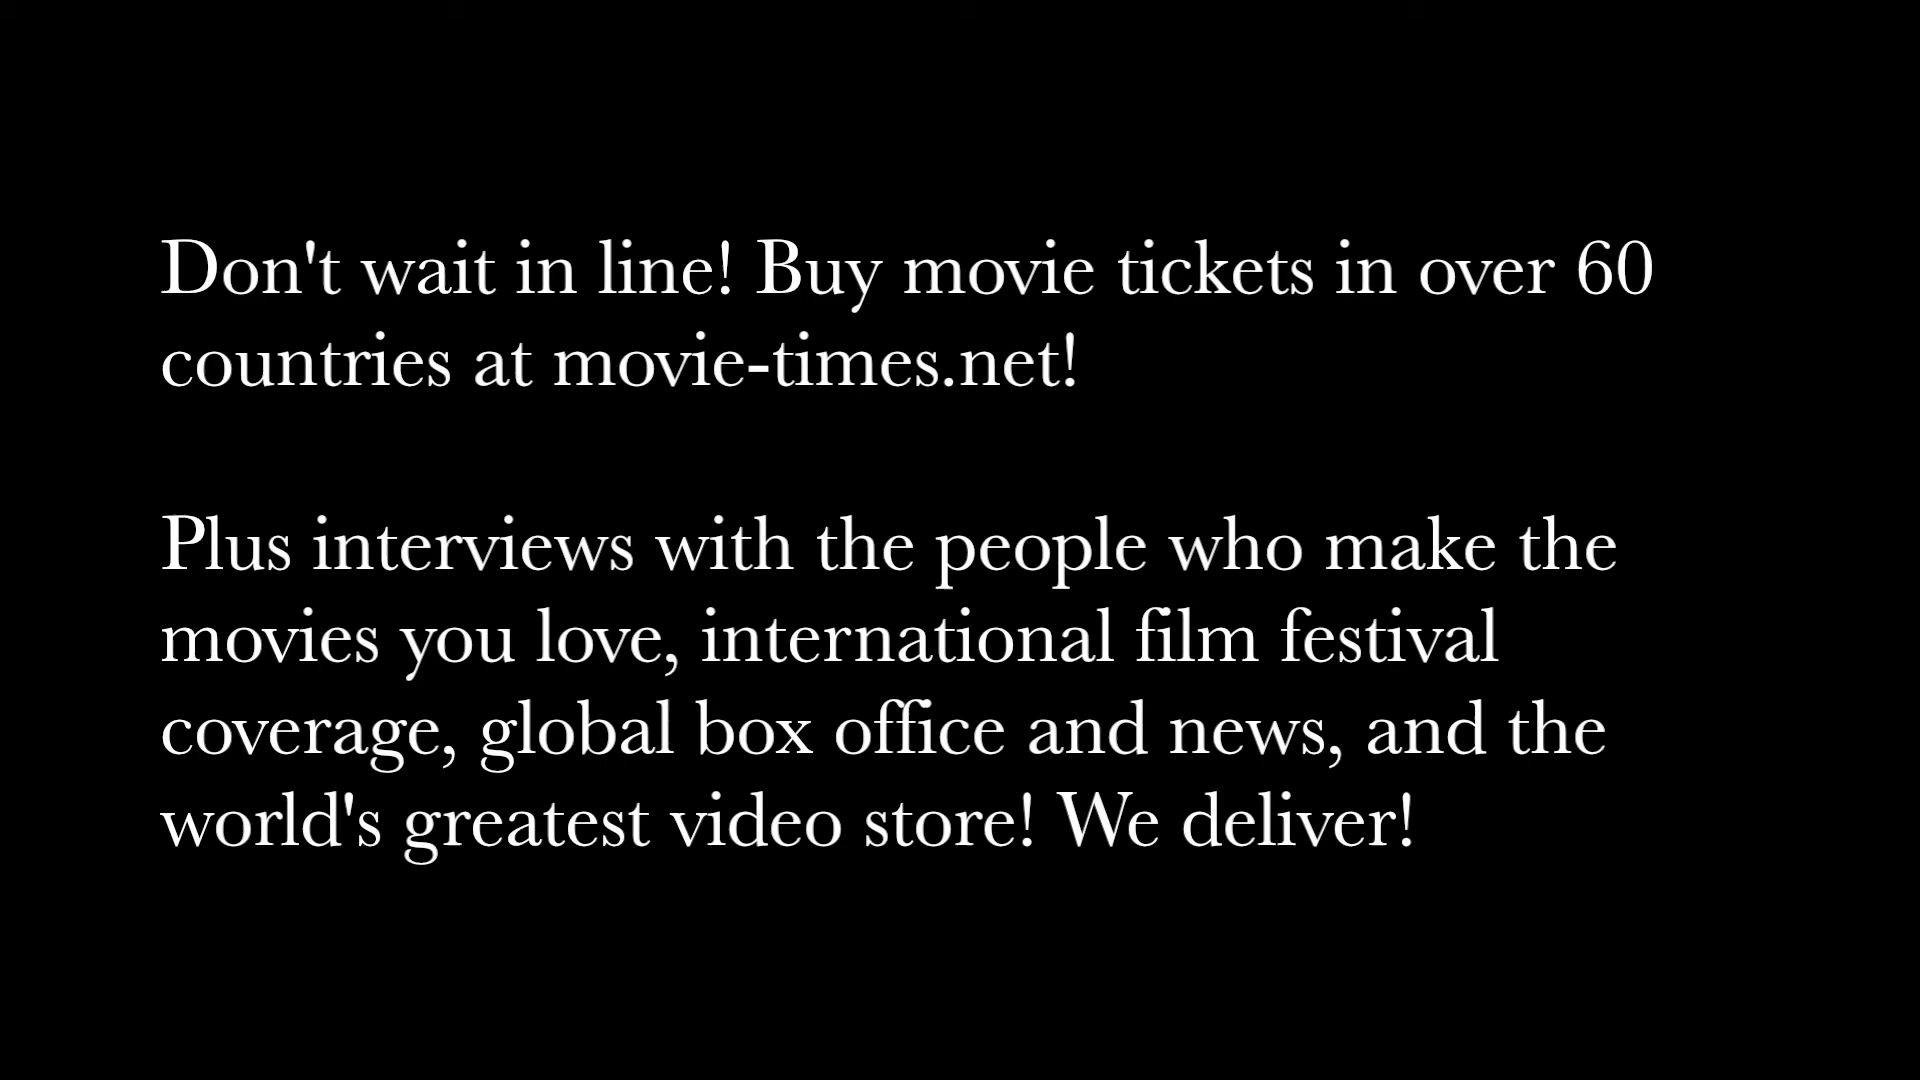 Don't wait in line! Buy movie tickets in over 60
countries at movie-times.net!
Plus interviews with the people who make the
movies you love, international film festival
coverage, global box office and news, and the
world's greatest video store! We deliver!